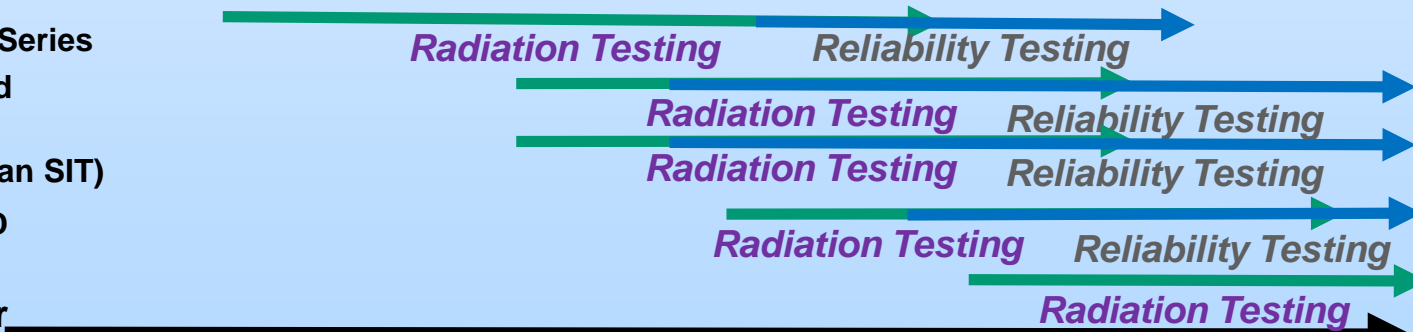 Series
Radiation Testing Reliability Testing
d
Radiation Testing Reliability Testing
an SIT)
Radiation Testing Reliability Testing
Radiation Testing Reliability Testing
Radiation Testing
r